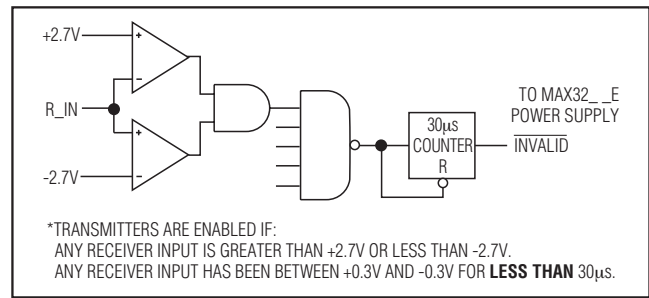 +2.7V
R_IN
-2.7V
30µs
COUNTER
R
TO MAX32_ _E
POWER SUPPLY
INVALID
*TRANSMITTERS ARE ENABLED IF:
ANY RECEIVER INPUT IS GREATER THAN +2.7V OR LESS THAN -2.7V.
ANY RECEIVER INPUT HAS BEEN BETWEEN +0.3V AND -0.3V FOR LESS THAN 30µs.